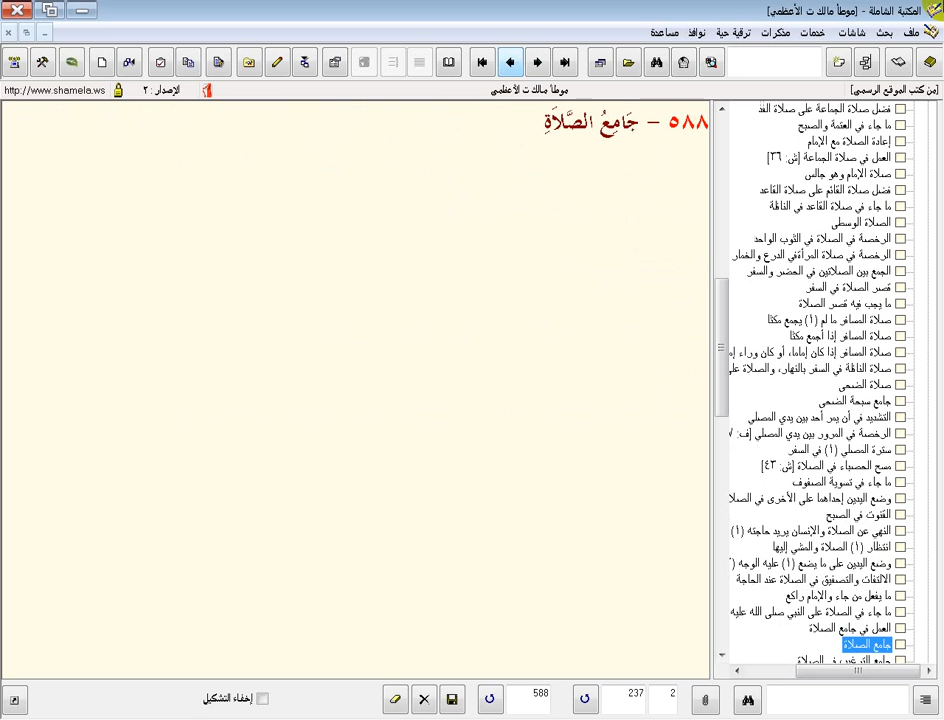 المكتبة الشاملة - [موطأ مالك ت الأعظمي]
ملف بحث شاشات خدمات مذكرات ترقية حية نوافذ مساعدة
[من كتب الموقع الرسمي]
موطأ مالك ت الأعظمي
الإصدار: ٢
http://www.shamela.ws
٥٨٨ – جَامِعُ الصَّلَاةِ
فضل صلاة الجماعة على صلاة الفذ
ما جاء في العتمة والصبح
إعادة الصلاة مع الإمام
العمل في صلاة الجماعة [ش: ٣٦]
صلاة الإمام وهو جالس
فضل صلاة القائم على صلاة القاعد
ما جاء في صلاة القاعد في النافلة
الصلاة الوسطى
الرخصة في الصلاة في الثوب الواحد
الرخصة في صلاة المرأة في الدرع والخمار
الجمع بين الصلاتين في الحضر والسفر
قصر الصلاة في السفر
ما يجب فيه قصر الصلاة
صلاة المسافر ما لم (١) يجمع مكثا
صلاة المسافر إذا أجمع مكثا
صلاة المسافر إذا كان إماما، أو كان وراء إم
صلاة النافلة في السفر بالنهار، والصلاة على
صلاة الضحى
جامع سبحة الضحى
التشديد في أن يمر أحد بين يدي المصلي
الرخصة في المرور بين يدي المصلي [ف:
سترة المصلي (١) في السفر
مسح الحصباء في الصلاة [ش: ٤٣]
ما جاء في تسوية الصفوف
وضع اليدين إحداهما على الأخرى في الصلا
القنوت في الصبح
النهي عن الصلاة والإنسان يريد حاجته (١)
انتظار (١) الصلاة والمشي إليها
وضع اليدين على ما يضع (١) عليه الوجه
الالتفات والتصفيق في الصلاة عند الحاجة
ما يفعل من جاء والإمام راكع
ما جاء في الصلاة على النبي صلى الله عليه
العمل في جامع الصلاة
جامع الصلاة
جامع الترغيب في الصلاة
إخفاء التشكيل
588
237
2